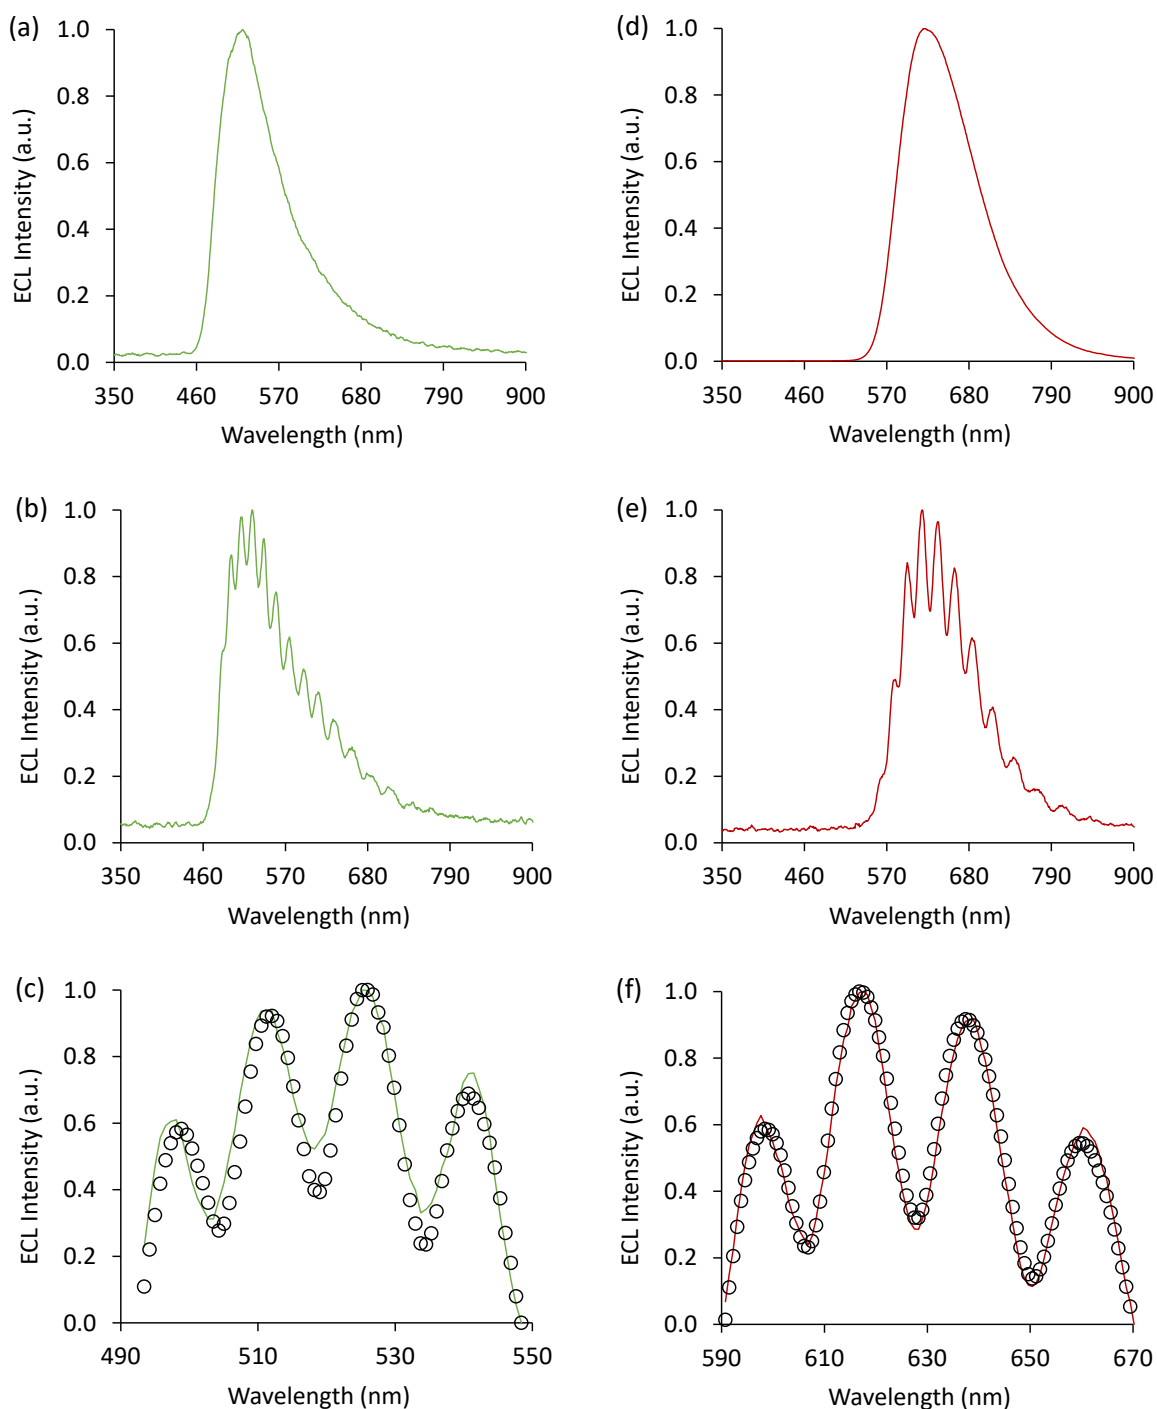 (a)
1.0
0.8
0.6
0.4
0.2
0.0
ECL Intensity (a.u.)
350 460 570 680 790 900
Wavelength (nm)
(d)
1.0
0.8
0.6
0.4
0.2
0.0
ECL Intensity (a.u.)
350 460 570 680 790 900
Wavelength (nm)
(b)
1.0
0.8
0.6
0.4
0.2
0.0
ECL Intensity (a.u.)
350 460 570 680 790 900
Wavelength (nm)
(e)
1.0
0.8
0.6
0.4
0.2
0.0
ECL Intensity (a.u.)
350 460 570 680 790 900
Wavelength (nm)
(c)
1.0
0.8
0.6
0.4
0.2
0.0
ECL Intensity (a.u.)
490 510 530 550
Wavelength (nm)
(f)
1.0
0.8
0.6
0.4
0.2
0.0
ECL Intensity (a.u.)
590 610 630 650 670
Wavelength (nm)